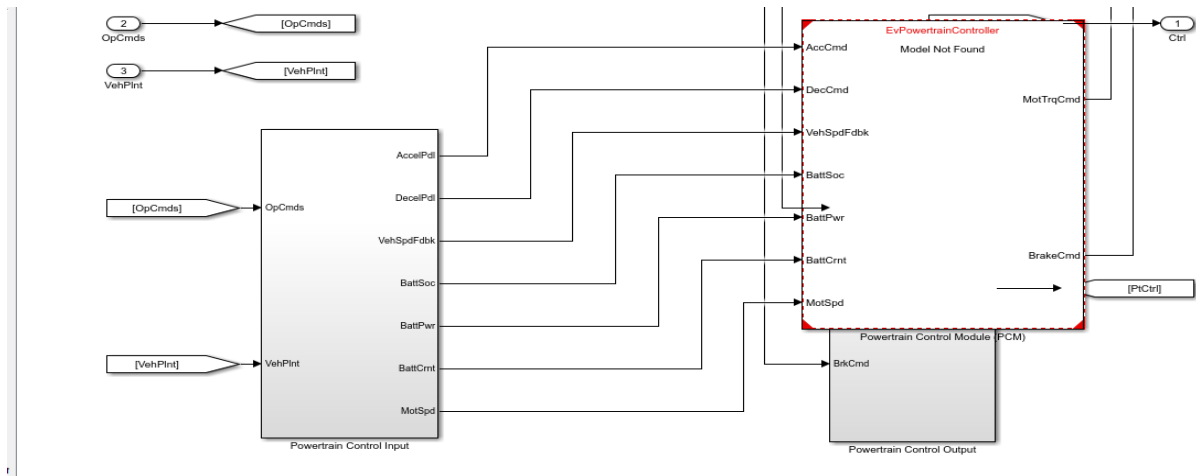 2
OpCmds
[OpCmds]
3
VehPlnt
[VehPlnt]
EvPowertrainController
Model Not Found
1
Ctrl
AccCmd
DecCmd
VehSpdFdbk
BattSoc
BattPwr
BattCrnt
MotSpd
MotTrqCmd
BrakeCmd
[PtCtrl]
Powertrain Control Module (PCM)
[OpCmds]
OpCmds
[VehPlnt]
VehPlnt
AccelPdl
DecelPdl
VehSpdFdbk
BattSoc
BattPwr
BattCrnt
MotSpd
Powertrain Control Input
BrkCmd
Powertrain Control Output